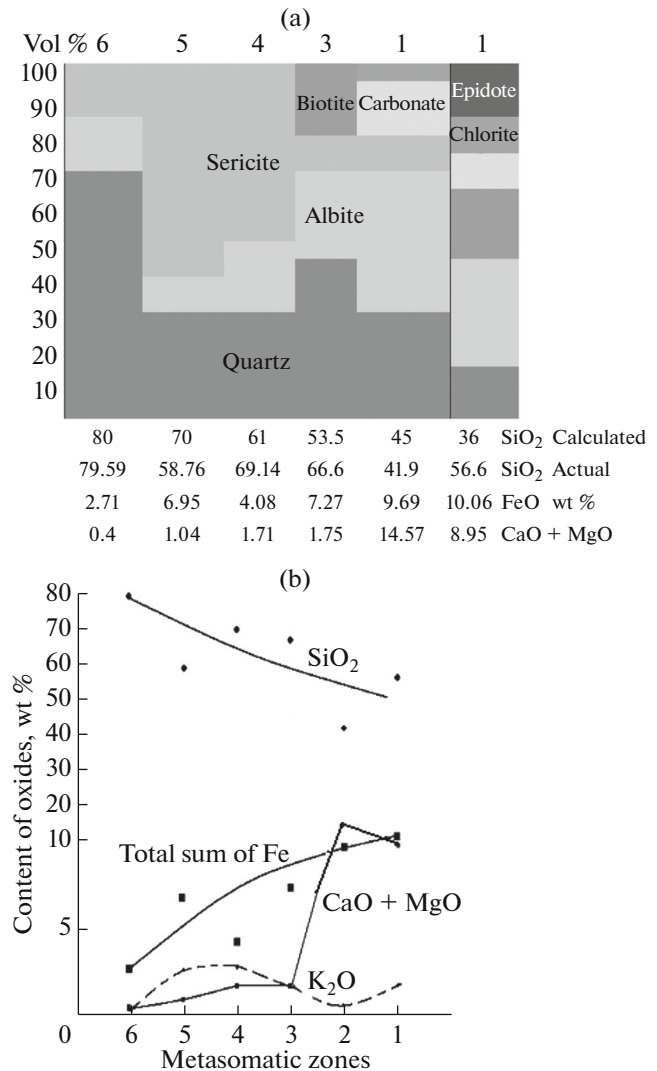 (a)
Vol % 6 5 4 3 1 1
100
90
80
70
60
50
40
30
20
10
Biotite Carbonate Epidote
Chlorite
Sericite
Albite
Quartz
80 70 61 53.5 45 36 SiO₂ Calculated
79.59 58.76 69.14 66.6 41.9 56.6 SiO₂ Actual
2.71 6.95 4.08 7.27 9.69 10.06 FeO wt %
0.4 1.04 1.71 1.75 14.57 8.95 CaO + MgO
(b)
Content of oxides, wt %
80
70
60
50
40
30
20
10
5
0
SiO₂
Total sum of Fe
CaO + MgO
K₂O
6 5 4 3 2 1
Metasomatic zones